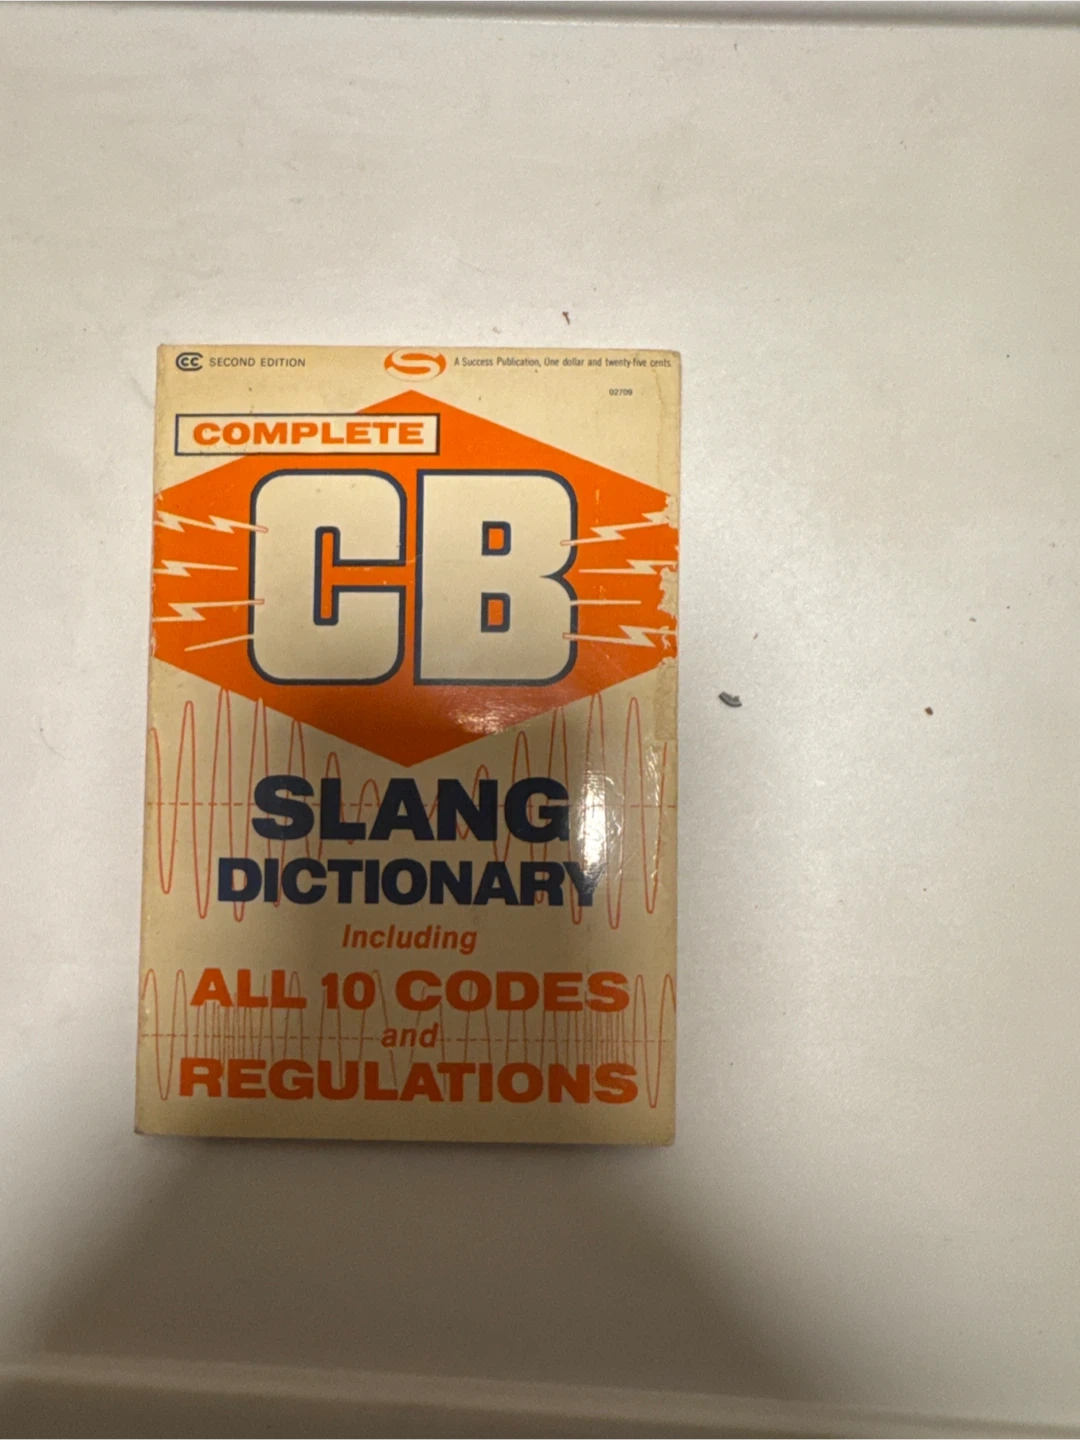 CC SECOND EDITION
S
A Success Publication, One dollar and twenty-five cents
02709
COMPLETE
CB
SLANG
DICTIONARY
Including
ALL 10 CODES
and
REGULATIONS